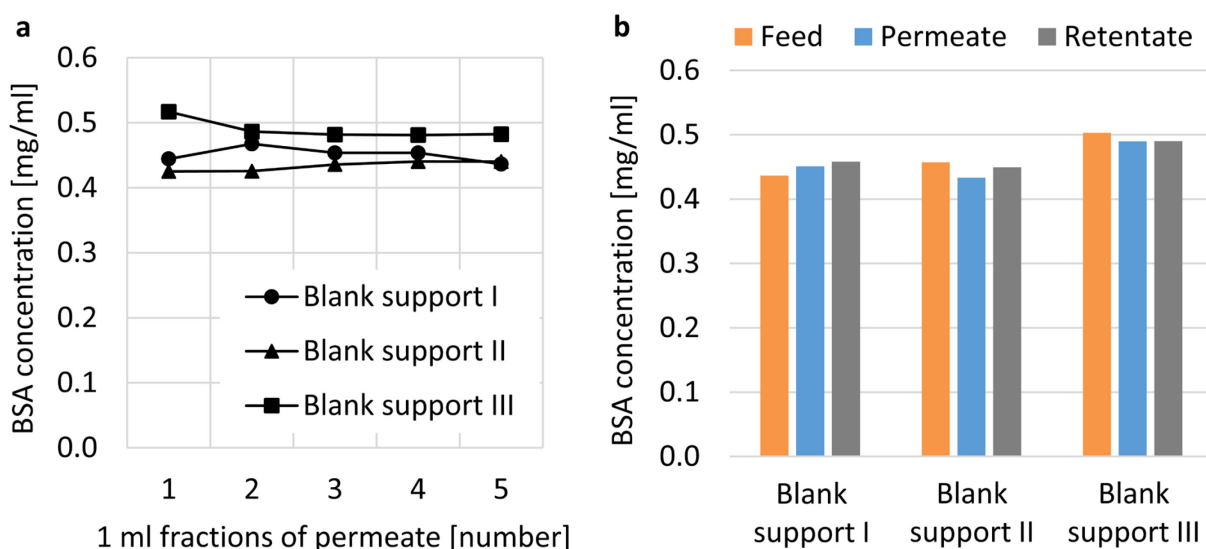 a
BSA concentration [mg/ml]
0.6
0.5
0.4
0.3
0.2
0.1
0.0
Blank support I
Blank support II
Blank support III
1 2 3 4 5
1 ml fractions of permeate [number]
b
Feed Permeate Retentate
BSA concentration [mg/ml]
0.6
0.5
0.4
0.3
0.2
0.1
0.0
Blank
support I
Blank
support II
Blank
support III